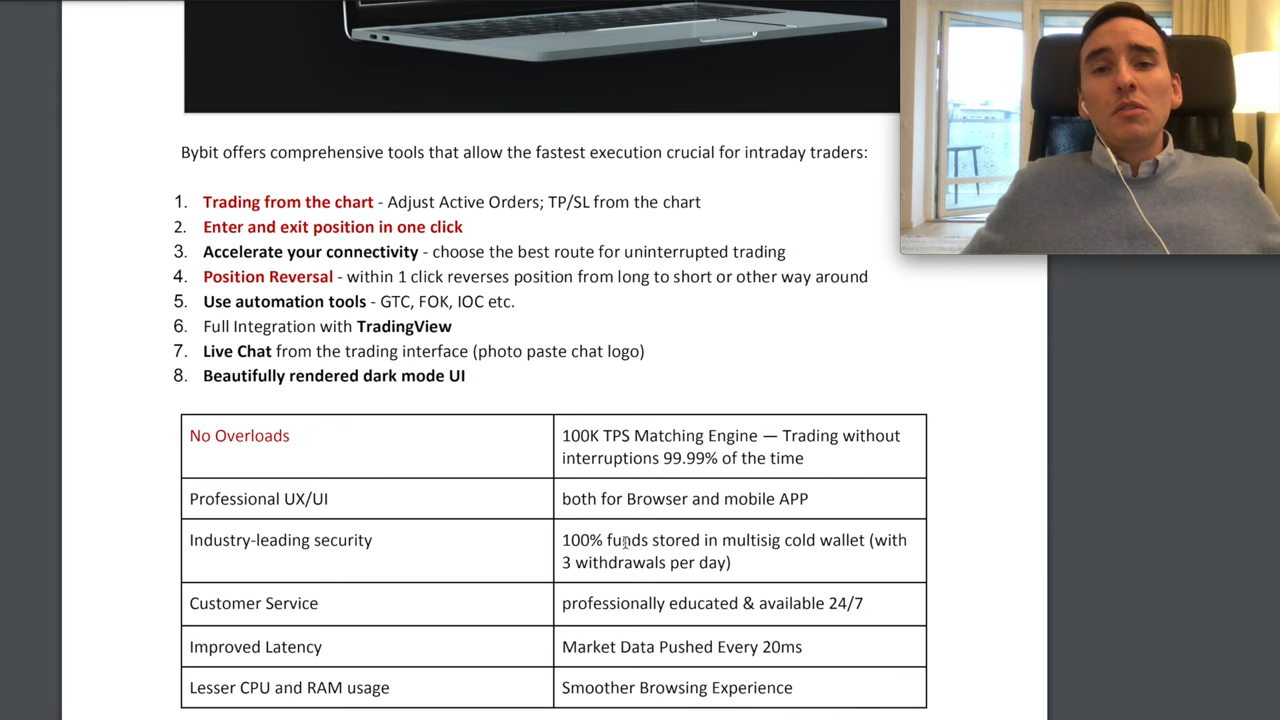 Bybit offers comprehensive tools that allow the fastest execution crucial for intraday traders:
1. Trading from the chart - Adjust Active Orders; TP/SL from the chart
2. Enter and exit position in one click
3. Accelerate your connectivity - choose the best route for uninterrupted trading
4. Position Reversal - within 1 click reverses position from long to short or other way around
5. Use automation tools - GTC, FOK, IOC etc.
6. Full Integration with TradingView
7. Live Chat from the trading interface (photo paste chat logo)
8. Beautifully rendered dark mode UI
No Overloads
100K TPS Matching Engine — Trading without
interruptions 99.99% of the time
Professional UX/UI
both for Browser and mobile APP
Industry-leading security
100% funds stored in multisig cold wallet (with
3 withdrawals per day)
Customer Service
professionally educated & available 24/7
Improved Latency
Market Data Pushed Every 20ms
Lesser CPU and RAM usage
Smoother Browsing Experience